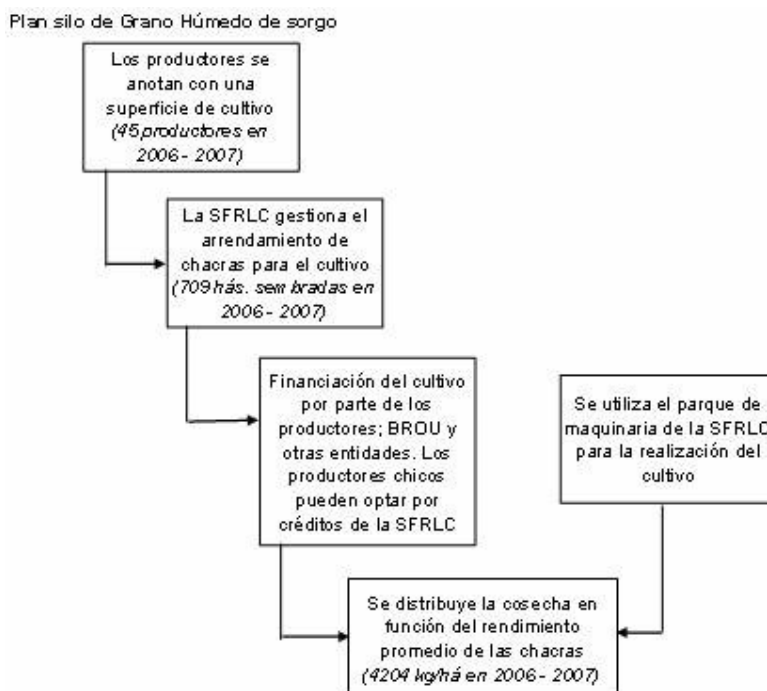 Plan silo de Grano Húmedo de sorgo
Los productores se
anotan con una
superficie de cultivo
(45 productores en
2006 - 2007)
La SFRLC gestiona el
arrendamiento de
chacras para el cultivo
(709 hás. sembradas en
2006 - 2007)
Financiación del cultivo
por parte de los
productores; BROU y
otras entidades. Los
productores chicos
pueden optar por
créditos de la SFRLC
Se utiliza el parque de
maquinaria de la SFRLC
para la realización del
cultivo
Se distribuye la cosecha en
función del rendimiento
promedio de las chacras
(4204 kg/há en 2006 - 2007)